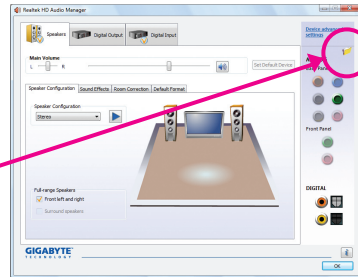 Realtek HD Audio Manager
Speakers
Digital Output
Digital Input
Device advanced
settings
Main Volume
L
R
Set Default Device
Speaker Configuration
Sound Effects
Room Correction
Default Format
Speaker Configuration
Stereo
Front Panel
Full-range Speakers
Front left and right
Surround speakers
DIGITAL
GIGABYTE
TECHNOLOGY
OK